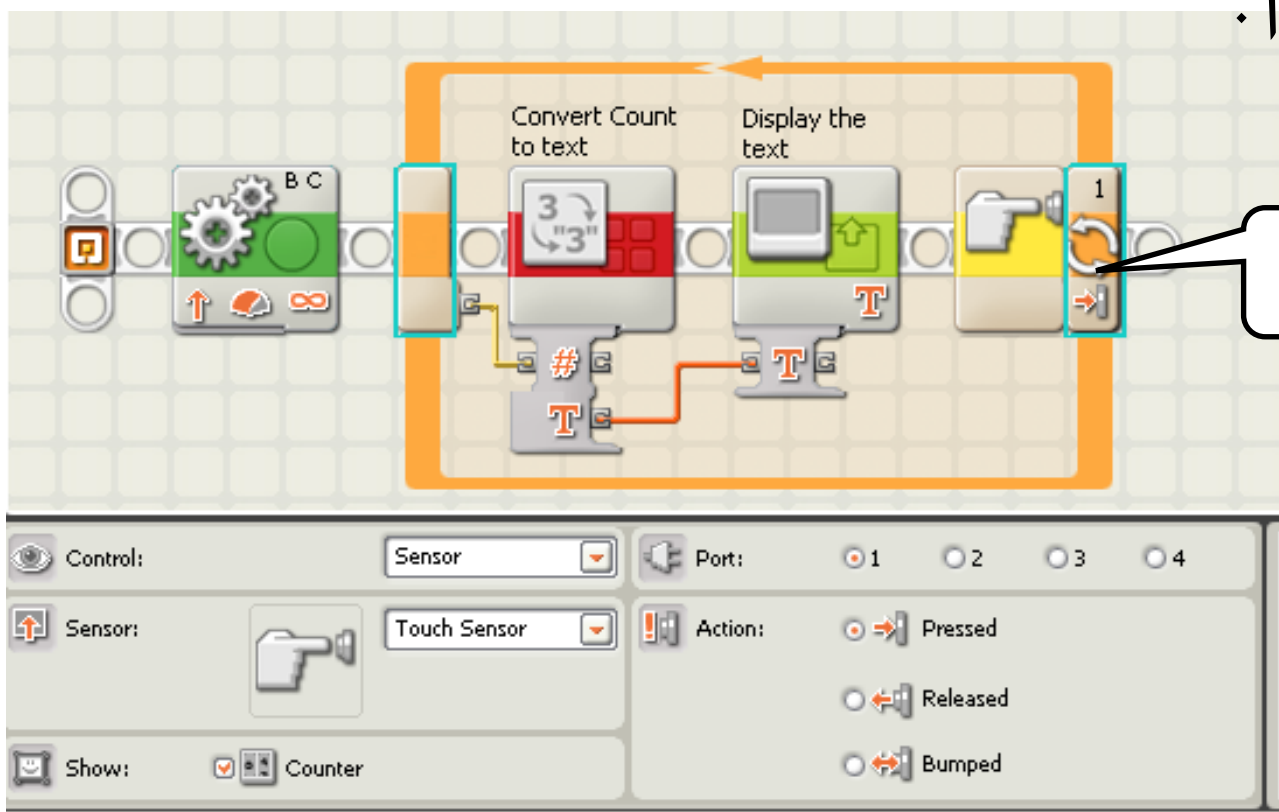 Convert Count
to text
Display the
text
B C
3
"3"
1
T
#
T
T
Control:
Sensor
Port:
1
2
3
4
Sensor:
Touch Sensor
Action:
Pressed
Released
Show:
Counter
Bumped